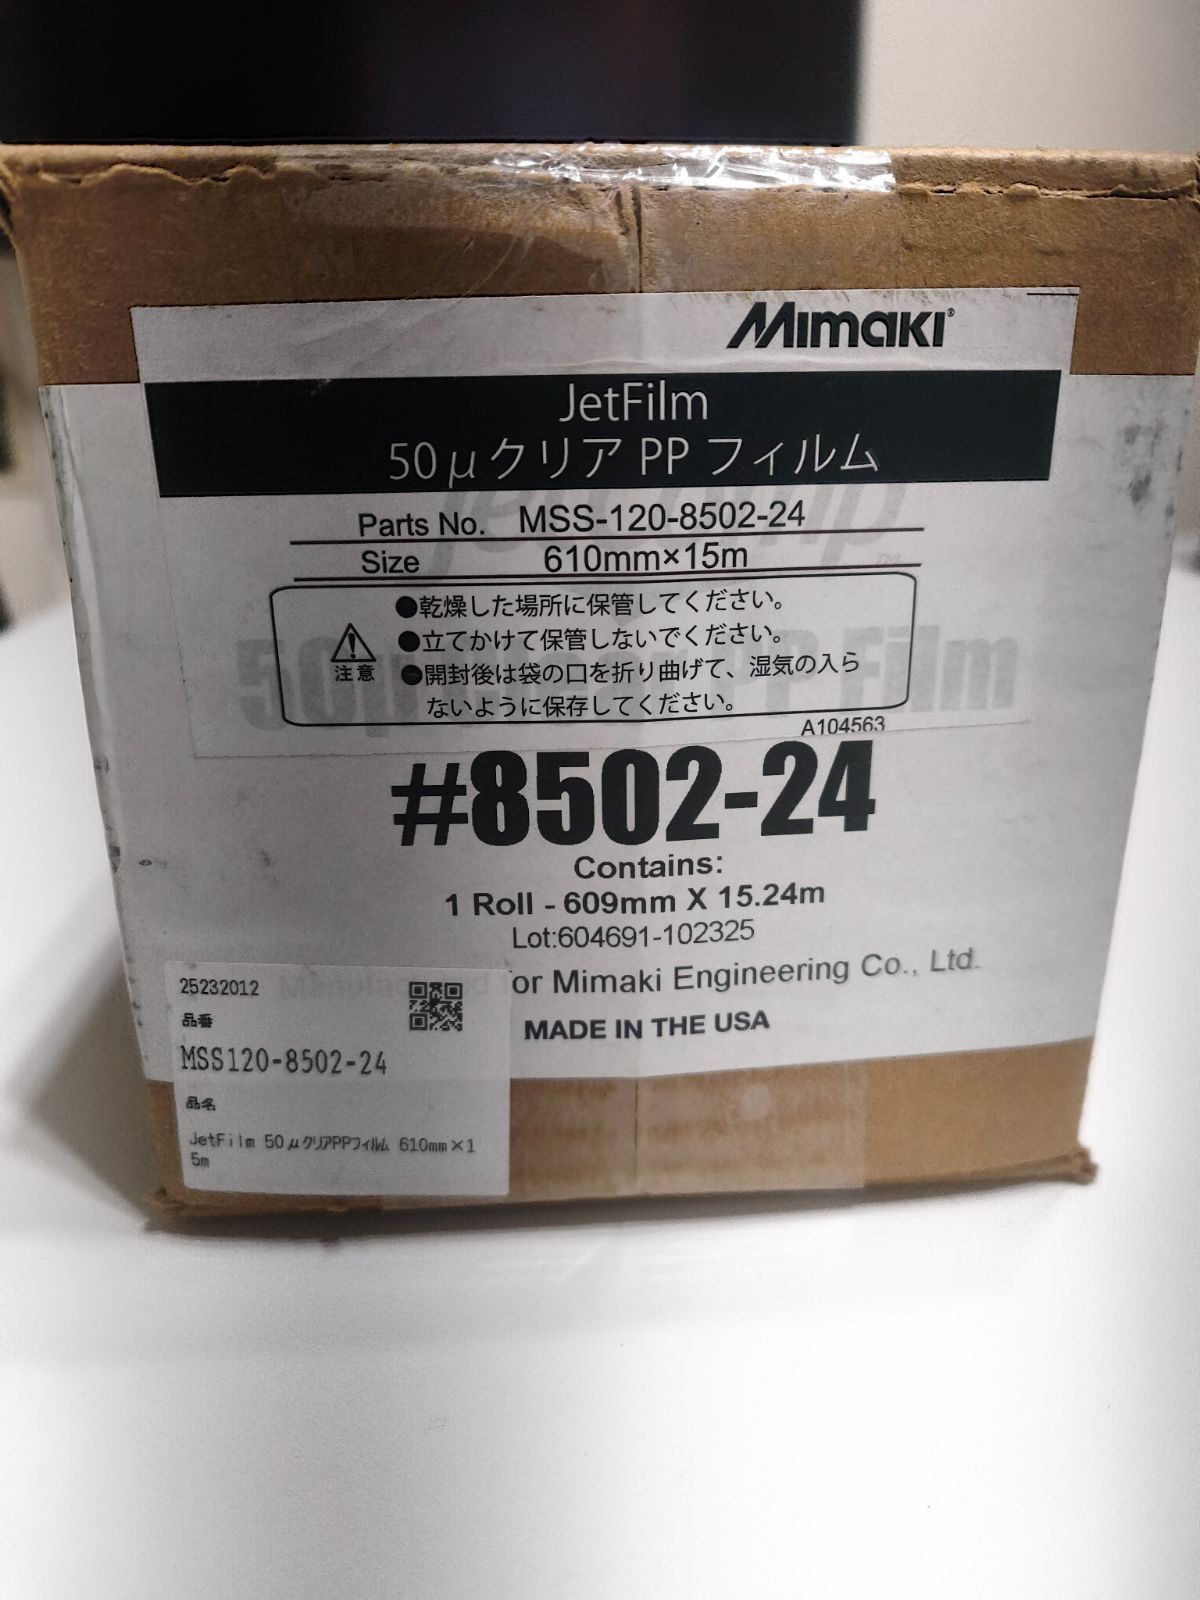 Mimaki®
JetFilm
50μクリア PP フィルム
Parts No. MSS-120-8502-24
Size 610mm×15m
注意
●乾燥した場所に保管してください。
●立てかけて保管しないでください。
●開封後は袋の口を折り曲げて、湿気の入ら
ないように保存してください。
A104563
#8502-24
Contains:
1 Roll - 609mm X 15.24m
Lot:604691-102325
for Mimaki Engineering Co., Ltd.
MADE IN THE USA
25232012
品番
MSS120-8502-24
品名
JetFilm 50μクリアPPフィルム 610mm×1
5m